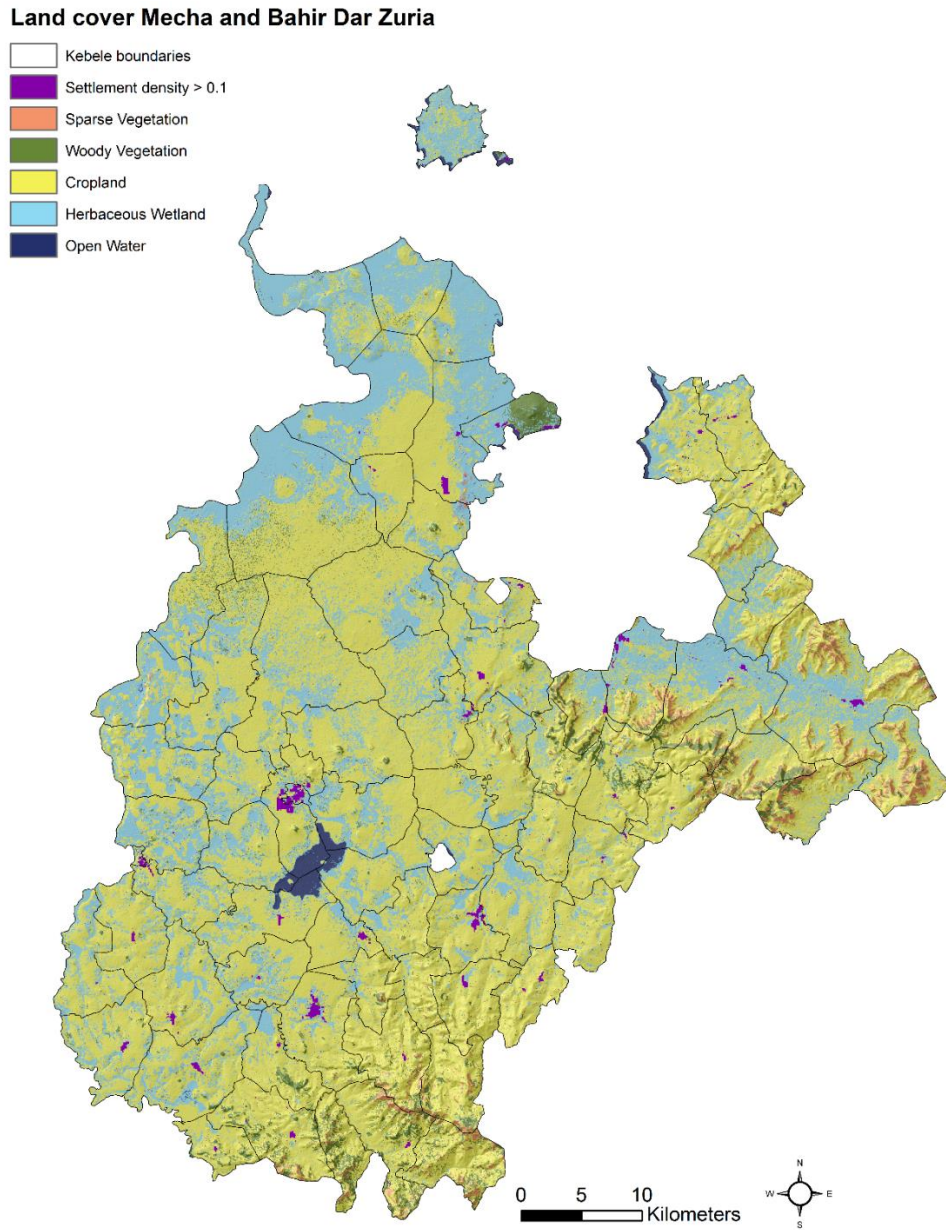 Land cover Mecha and Bahir Dar Zuria
Kebele boundaries
Settlement density > 0.1
Sparse Vegetation
Woody Vegetation
Cropland
Herbaceous Wetland
Open Water
N
W E
S
0 5 10
Kilometers